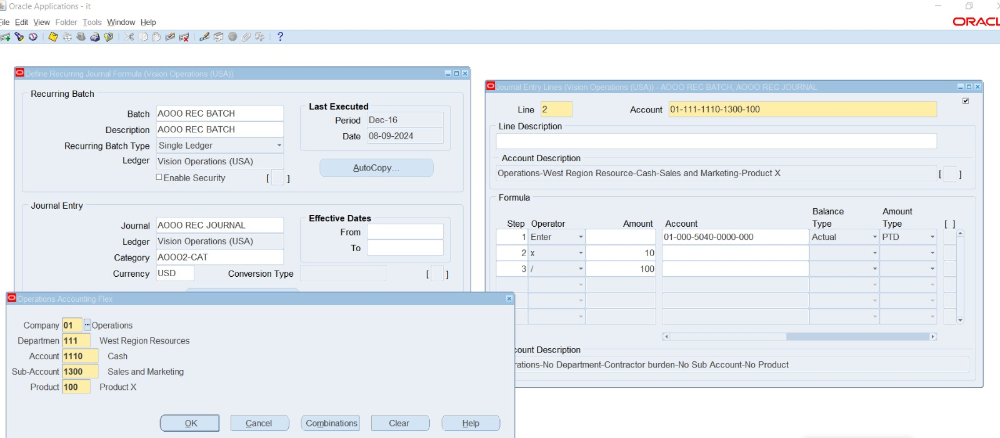 Oracle Applications - it
File Edit View Folder Tools Window Help
ORACL
Define Recurring Journal Formula (Vision Operations (USA))
Recurring Batch
Batch AOOO REC BATCH
Description AOOO REC BATCH
Recurring Batch Type Single Ledger
Ledger Vision Operations (USA)
Enable Security [ ]
Last Executed
Period Dec-16
Date 08-09-2024
AutoCopy...
Journal Entry
Journal AOOO REC JOURNAL
Ledger Vision Operations (USA)
Category AOOO2-CAT
Currency USD Conversion Type [ ]
Effective Dates
From
To
Operations Accounting Flex
Company 01 ... Operations
Departmen 111 West Region Resources
Account 1110 Cash
Sub-Account 1300 Sales and Marketing
Product 100 Product X
OK Cancel Combinations Clear Help
Journal Entry Lines (Vision Operations (USA)) - AOOO REC BATCH, AOOO REC JOURNAL
Line 2 Account 01-111-1110-1300-100
Line Description
Account Description
Operations-West Region Resource-Cash-Sales and Marketing-Product X [ ]
Formula
Balance Amount
Step Operator Amount Account Type Type [ ]
1 Enter 01-000-5040-0000-000 Actual PTD
2 x 10
3 / 100
count Description
rations-No Department-Contractor burden-No Sub Account-No Product